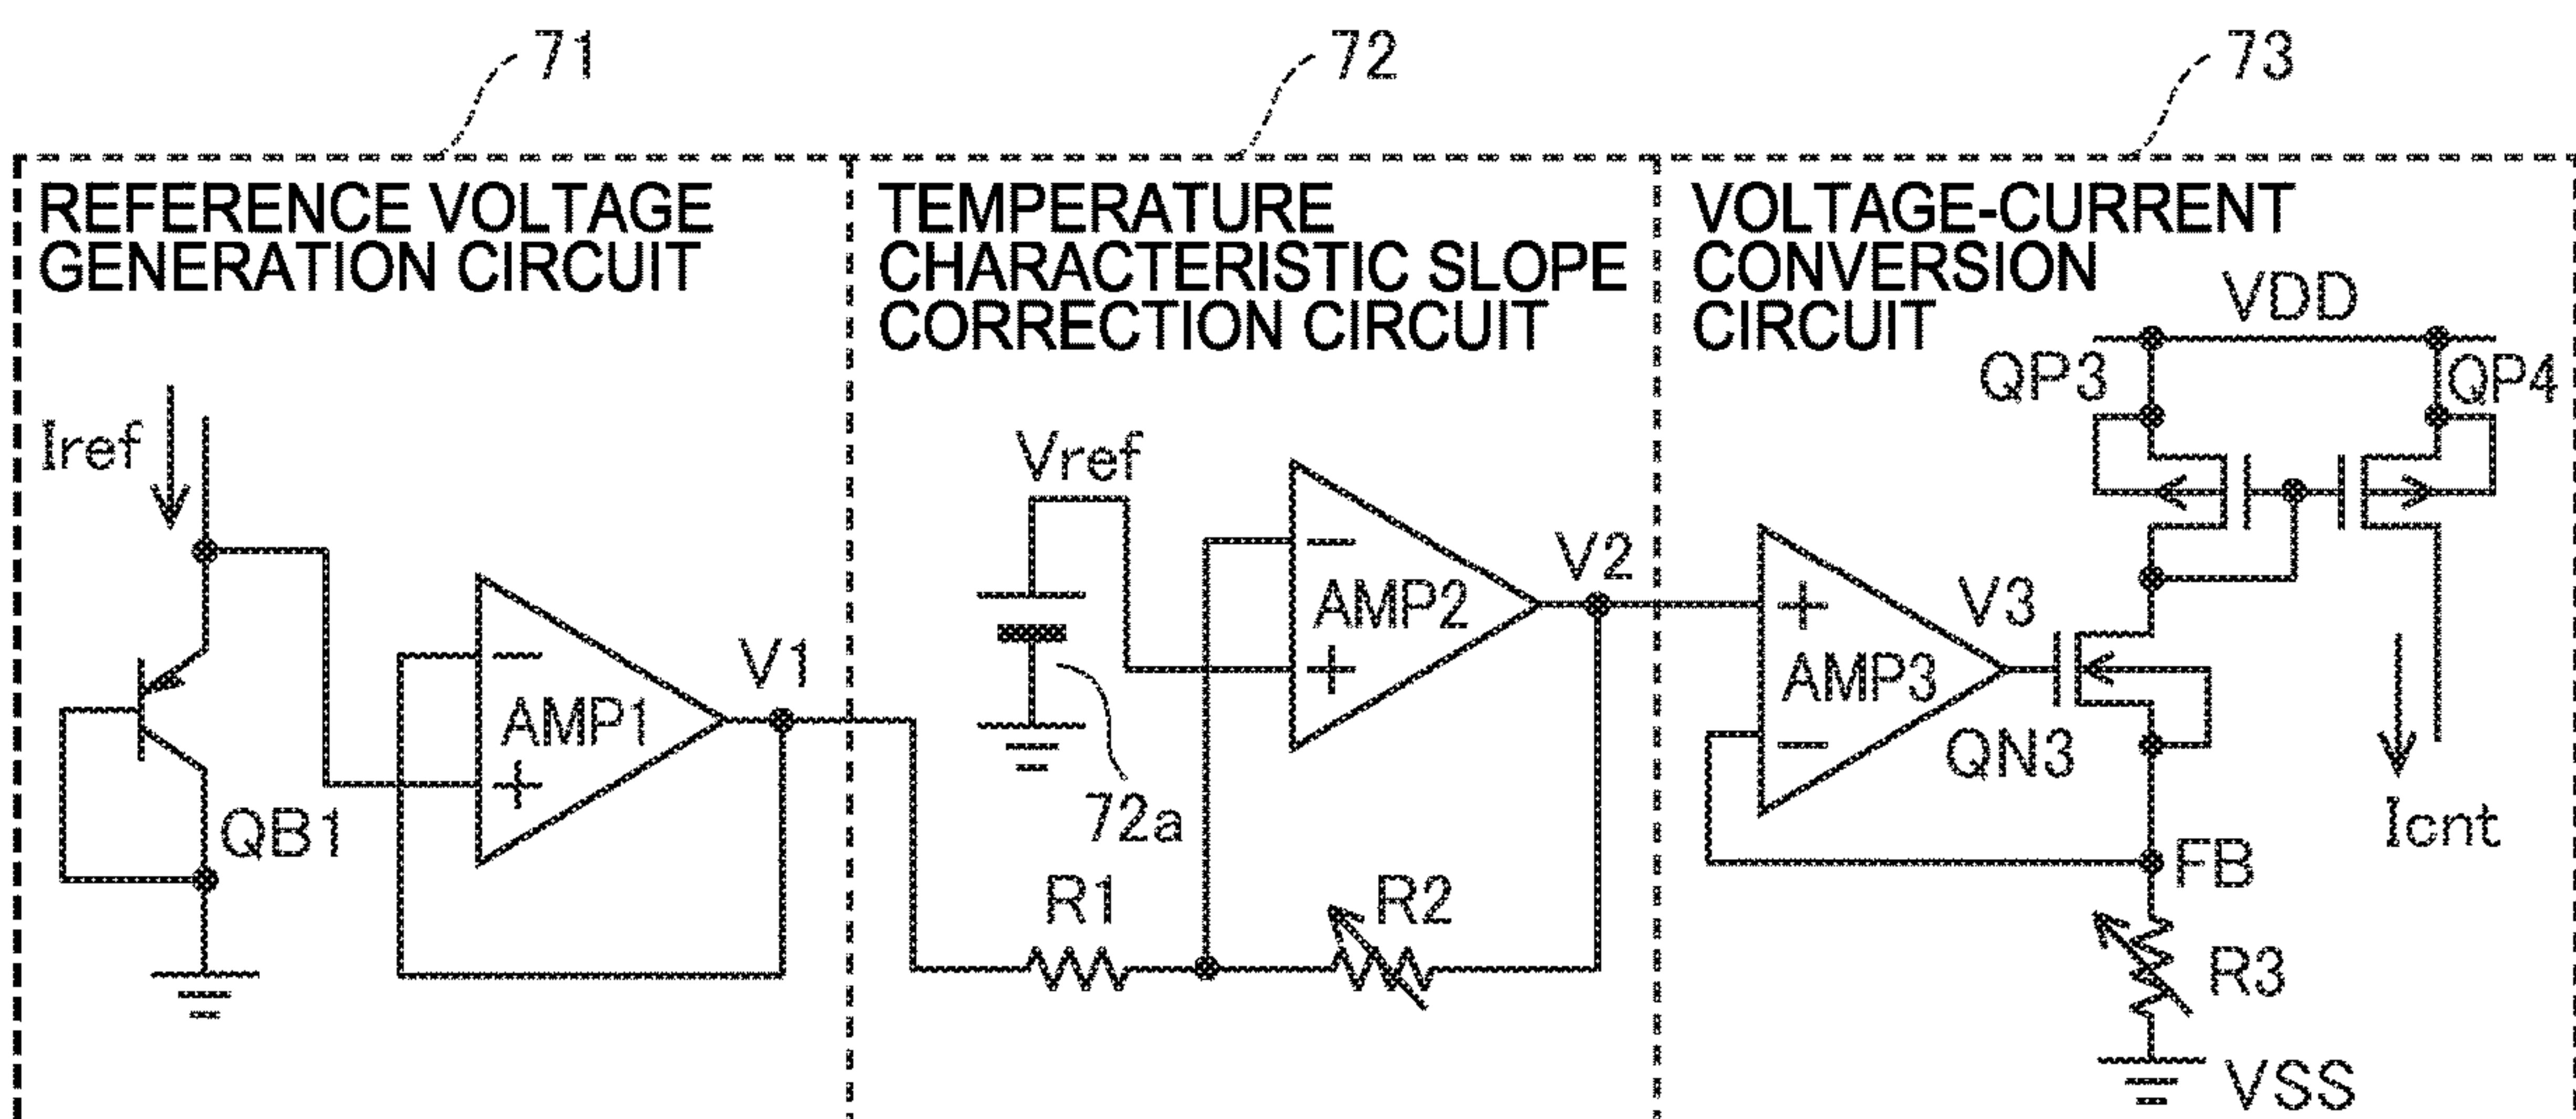 71
72
73
REFERENCE VOLTAGE
GENERATION CIRCUIT
TEMPERATURE
CHARACTERISTIC SLOPE
CORRECTION CIRCUIT
VOLTAGE-CURRENT
CONVERSION
CIRCUIT
VDD
QP3
QP4
Iref
Vref
AMP1
+
−
V1
QB1
72a
−
AMP2
+
V2
R1
R2
+
AMP3
−
V3
QN3
Icnt
FB
R3
VSS